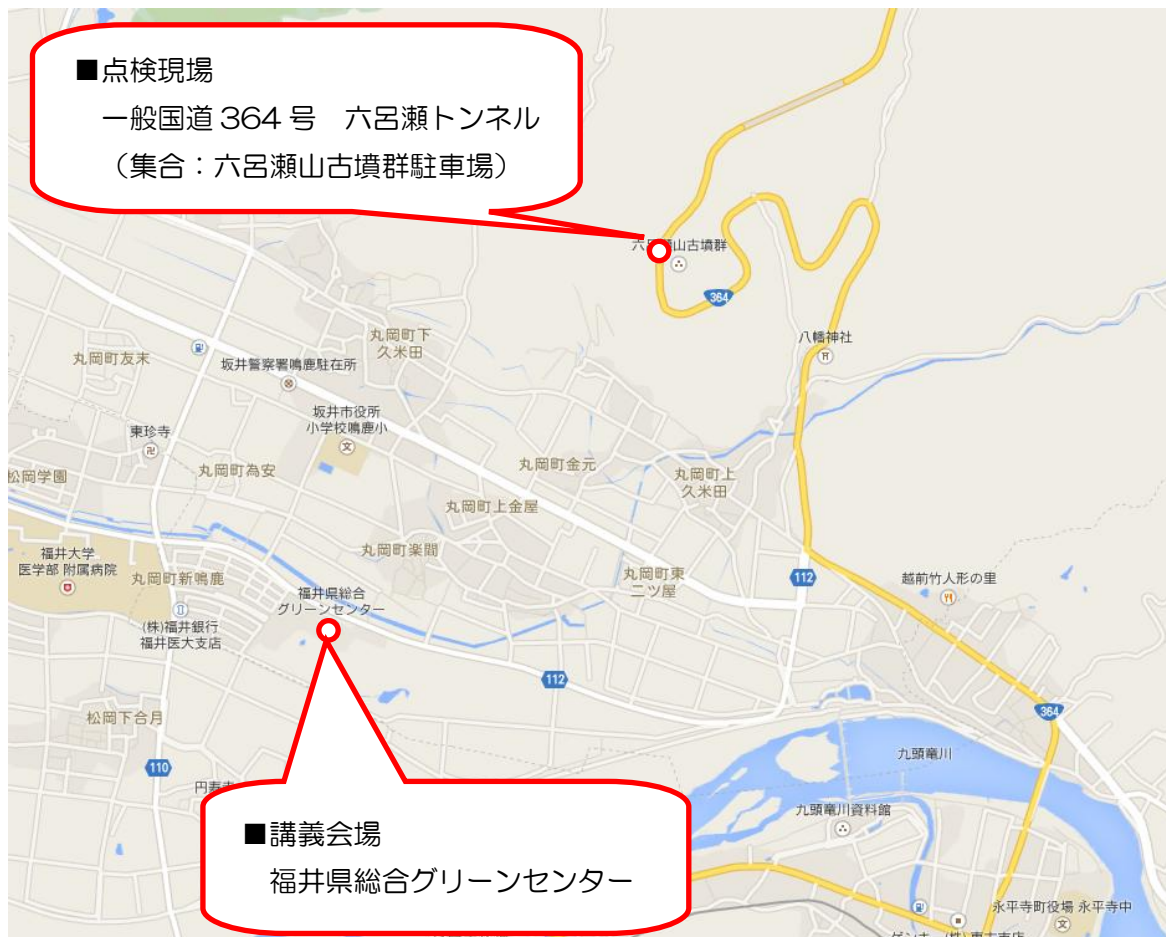 ■点検現場
一般国道 364 号　六呂瀬トンネル
（集合：六呂瀬山古墳群駐車場）
山古墳群
364
八幡神社
丸岡町下
久米田
丸岡町友末
坂井警察署鳴鹿駐在所
坂井市役所
小学校鳴鹿小
東珍寺
松岡学園
丸岡町為安
丸岡町金元
丸岡町上
久米田
丸岡町上金屋
福井大学
医学部 附属病院
丸岡町新鳴鹿
丸岡町楽間
丸岡町東
二ツ屋
112
越前竹人形の里
福井県総合
グリーンセンター
(株)福井銀行
福井医大支店
112
364
松岡下合月
110
九頭竜川
九頭竜川資料館
■講義会場
福井県総合グリーンセンター
永平寺町役場 永平寺中